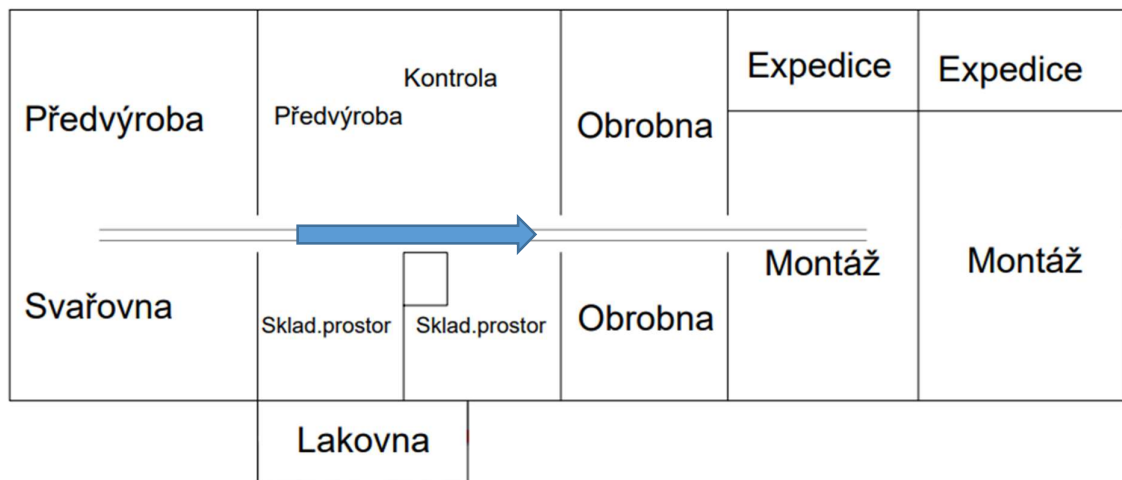 Předvýroba
Předvýroba
Kontrola
Obrobna
Expedice
Expedice
Svařovna
Sklad.prostor
Sklad.prostor
Obrobna
Montáž
Montáž
Lakovna